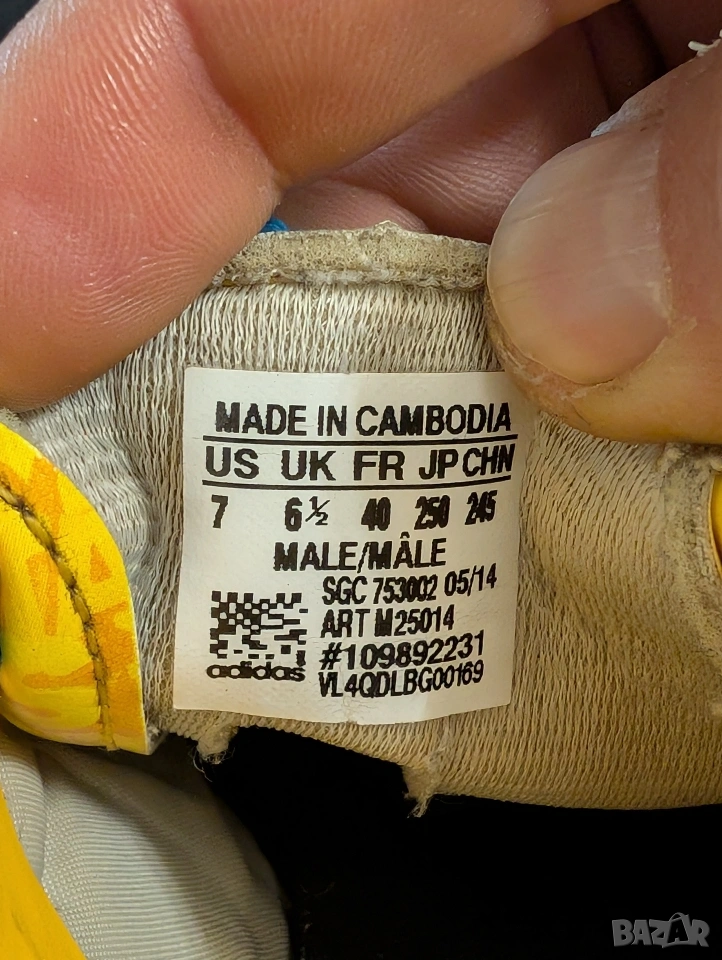 MADE IN CAMBODIA
US UK FR JP CHN
7 6½ 40 250 245
MALE/MÂLE
SGC 753002 05/14
ART M25014
#109892231
VL4QDLBG00169
adidas
BAZAR